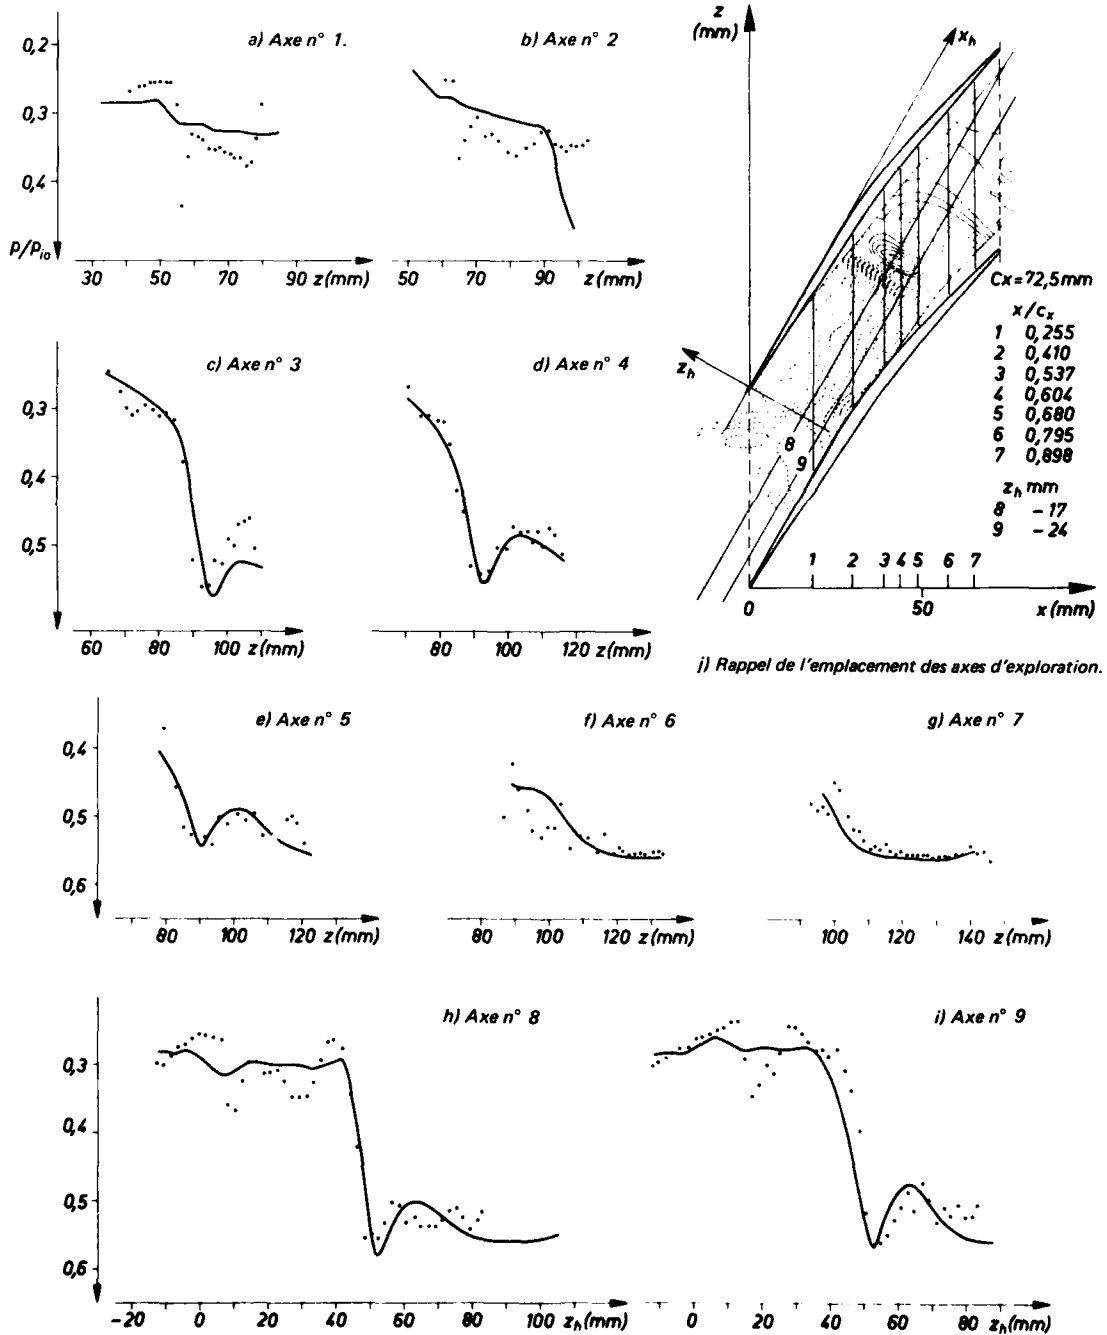 a) Axe n° 1.
0,2
0,3
0,4
p/p_io
30 50 70 90 z(mm)
b) Axe n° 2
50 70 90 z(mm)
c) Axe n° 3
0,3
0,4
0,5
60 80 100 z(mm)
d) Axe n° 4
80 100 120 z(mm)
z
(mm)
x_h
z_h
8
9
Cx=72,5mm
x/c_x
1 0,255
2 0,410
3 0,537
4 0,604
5 0,680
6 0,795
7 0,898
z_h mm
8 -17
9 -24
1 2 3 4 5 6 7
0 50 x(mm)
j) Rappel de l'emplacement des axes d'exploration.
e) Axe n° 5
0,4
0,5
0,6
80 100 120 z(mm)
f) Axe n° 6
80 100 120 z(mm)
g) Axe n° 7
100 120 140 z(mm)
h) Axe n° 8
0,3
0,4
0,5
0,6
-20 0 20 40 60 80 100 z_h(mm)
i) Axe n° 9
0 20 40 60 80 z_h(mm)